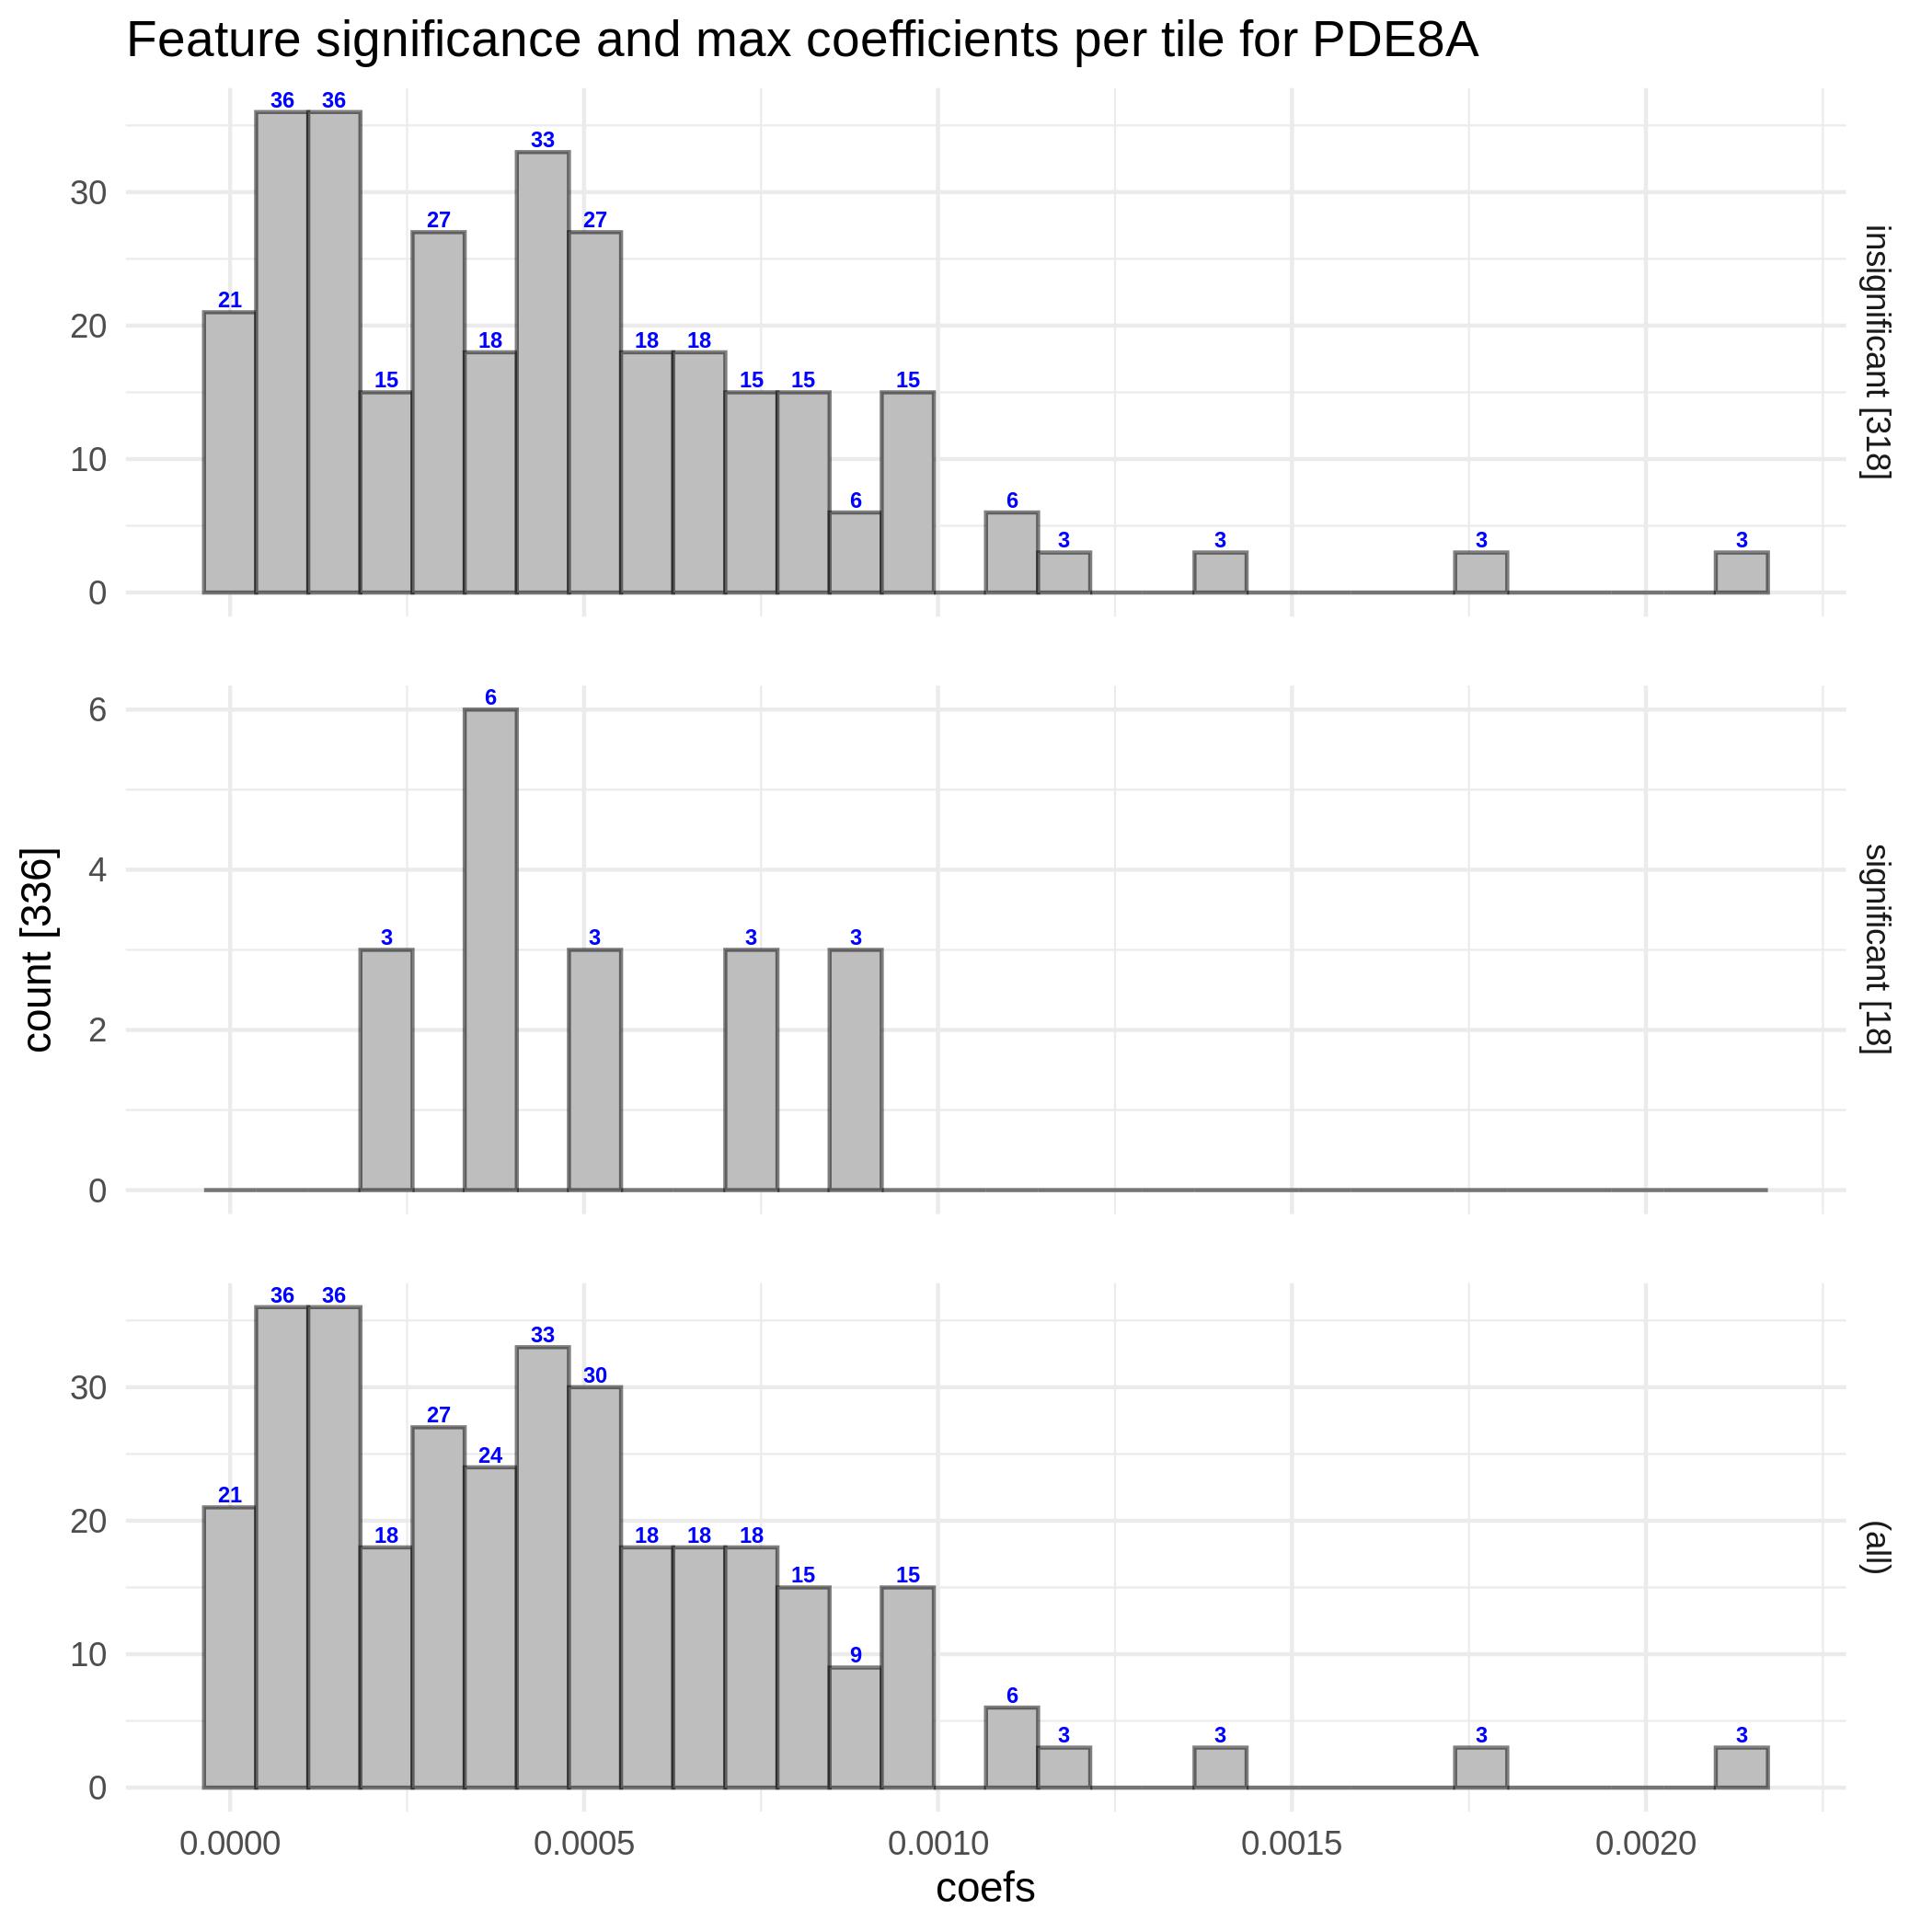 Feature significance and max coefficients per tile for PDE8A
36 36
33
30
27 27
21
20
18 18 18
15 15 15 15
10
6 6
3 3 3 3
0
insignificant [318]
6
6
4
3 3 3 3
2
0
significant [18]
count [336]
36 36
33
30
30
27
24
21
20
18 18 18 18
15 15
10
9
6
3 3 3 3
0
(all)
0.0000 0.0005 0.0010 0.0015 0.0020
coefs